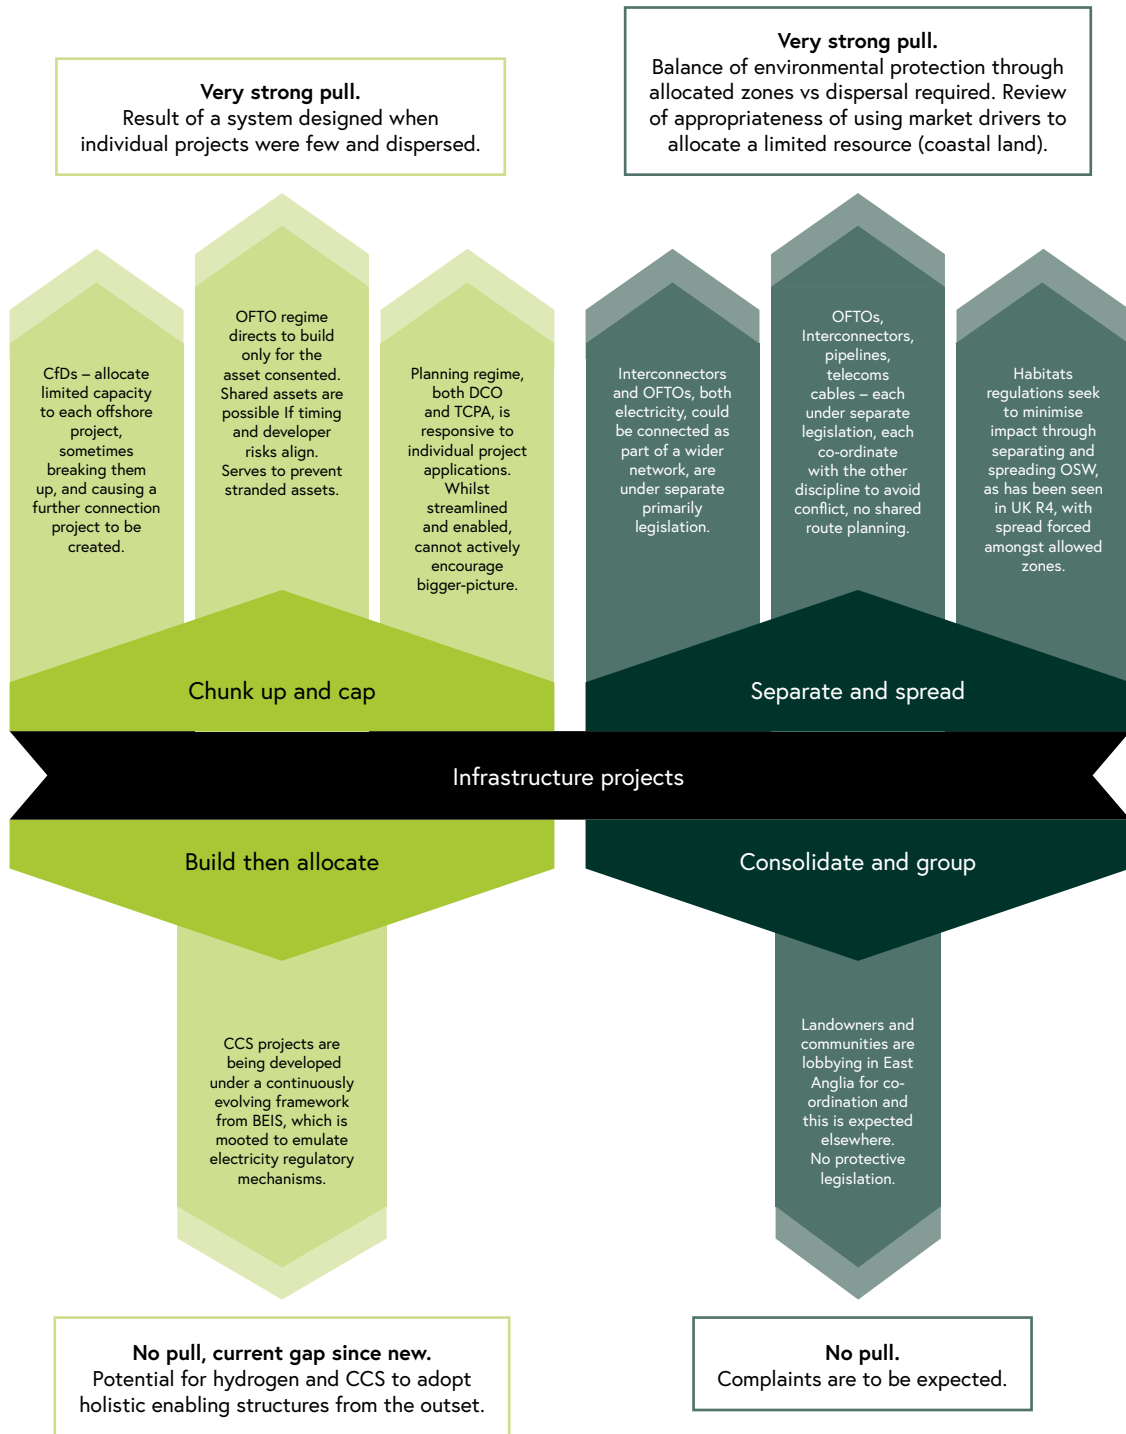 Very strong pull.
Result of a system designed when
individual projects were few and dispersed.
Very strong pull.
Balance of environmental protection through
allocated zones vs dispersal required. Review
of appropriateness of using market drivers to
allocate a limited resource (coastal land).
CfDs – allocate
limited capacity
to each offshore
project,
sometimes
breaking them
up, and causing a
further connection
project to be
created.
OFTO regime
directs to build
only for the
asset consented.
Shared assets are
possible If timing
and developer
risks align.
Serves to prevent
stranded assets.
Planning regime,
both DCO
and TCPA, is
responsive to
individual project
applications.
Whilst
streamlined
and enabled,
cannot actively
encourage
bigger-picture.
Interconnectors
and OFTOs, both
electricity, could
be connected as
part of a wider
network, are
under separate
primarily
legislation.
OFTOs,
Interconnectors,
pipelines,
telecoms
cables – each
under separate
legislation, each
co-ordinate
with the other
discipline to avoid
conflict, no shared
route planning.
Habitats
regulations seek
to minimise
impact through
separating and
spreading OSW,
as has been seen
in UK R4, with
spread forced
amongst allowed
zones.
Chunk up and cap
Separate and spread
Infrastructure projects
Build then allocate
Consolidate and group
CCS projects are
being developed
under a continuously
evolving framework
from BEIS, which is
mooted to emulate
electricity regulatory
mechanisms.
Landowners and
communities are
lobbying in East
Anglia for co-
ordination and
this is expected
elsewhere.
No protective
legislation.
No pull, current gap since new.
Potential for hydrogen and CCS to adopt
holistic enabling structures from the outset.
No pull.
Complaints are to be expected.